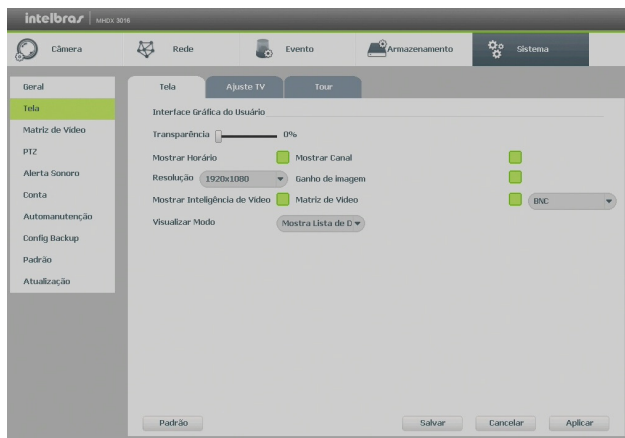 intelbras MHDX 3016
Câmera Rede Evento Armazenamento Sistema
Geral
Tela
Matriz de Vídeo
PTZ
Alerta Sonoro
Conta
Automanutenção
Config Backup
Padrão
Atualização
Tela Ajuste TV Tour
Interface Gráfica do Usuário
Transparência 0%
Mostrar Horário Mostrar Canal
Resolução 1920x1080 Ganho de imagem
Mostrar Inteligência de Vídeo Matriz de Vídeo BNC
Visualizar Modo Mostra Lista de D
Padrão Salvar Cancelar Aplicar